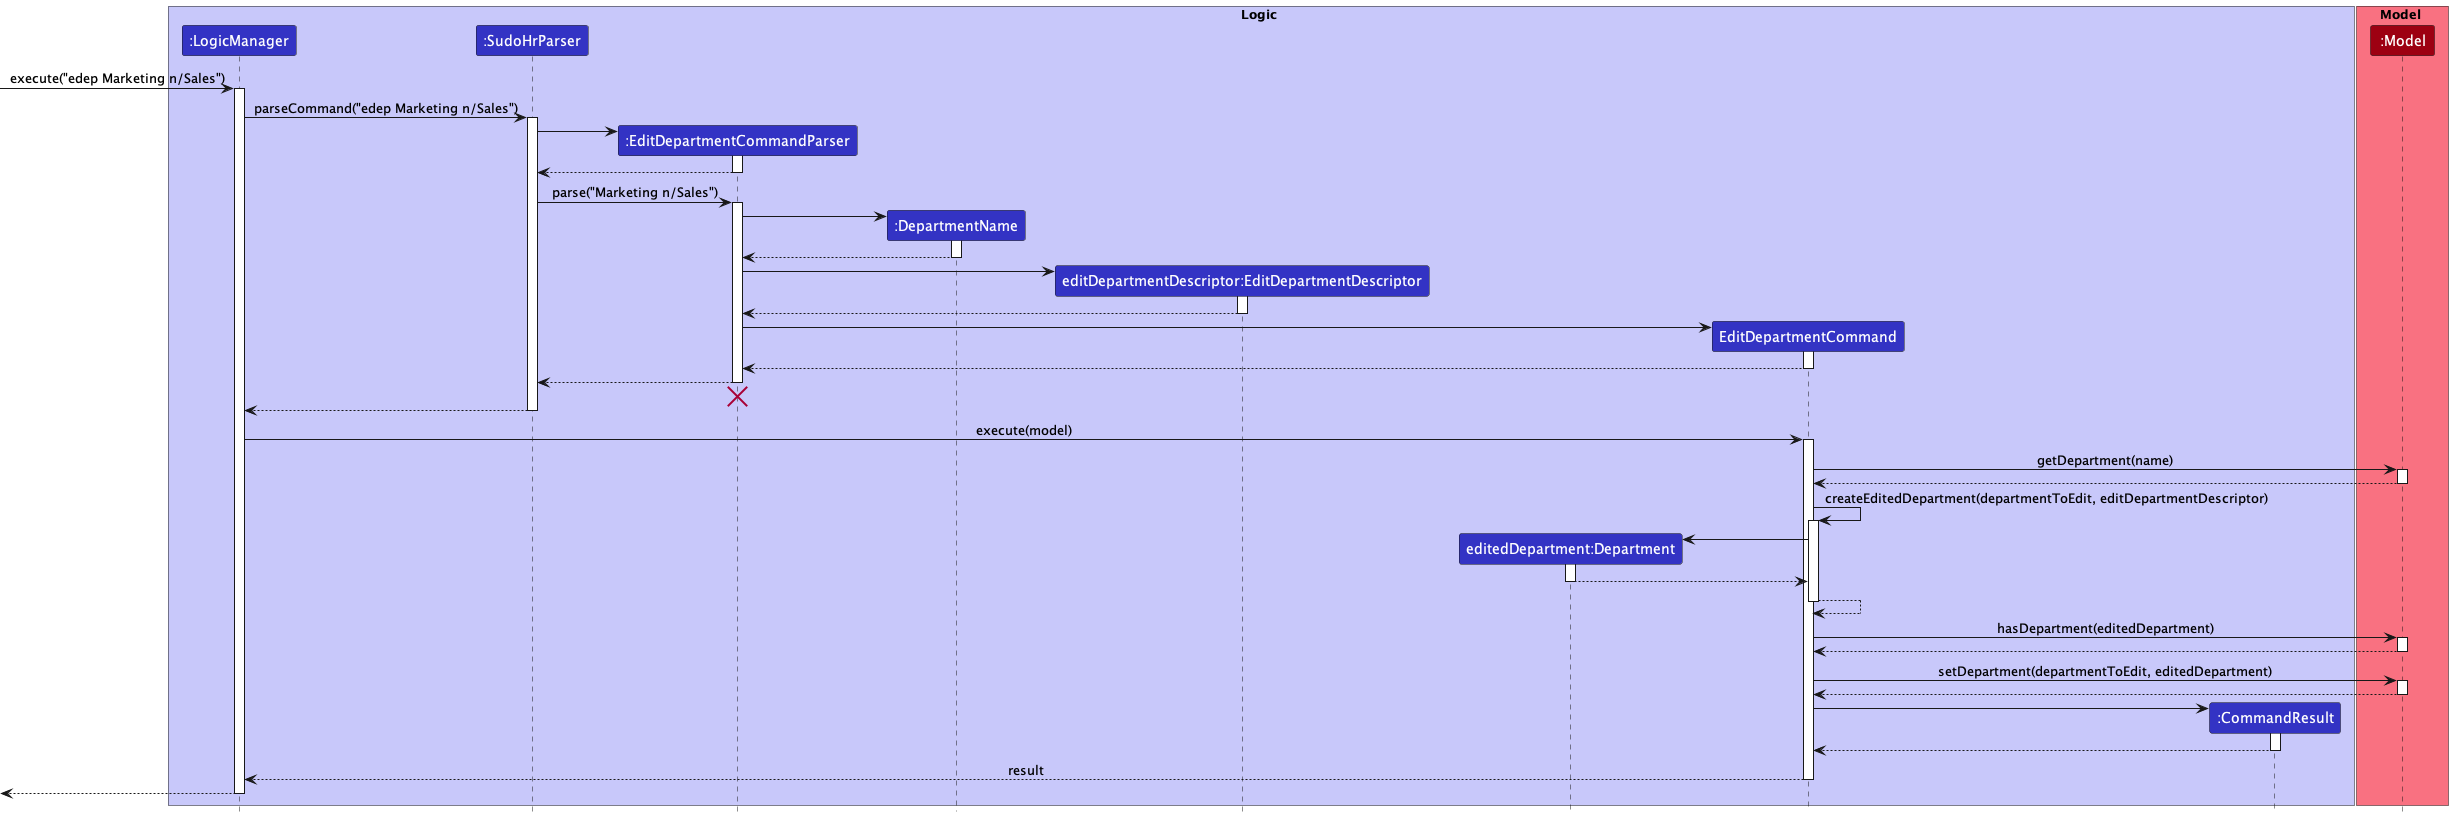 Logic
Model
:LogicManager
:SudoHrParser
:Model
execute("edep Marketing n/Sales")
parseCommand("edep Marketing n/Sales")
:EditDepartmentCommandParser
parse("Marketing n/Sales")
:DepartmentName
editDepartmentDescriptor:EditDepartmentDescriptor
EditDepartmentCommand
execute(model)
getDepartment(name)
createEditedDepartment(departmentToEdit, editDepartmentDescriptor)
editedDepartment:Department
hasDepartment(editedDepartment)
setDepartment(departmentToEdit, editedDepartment)
:CommandResult
result